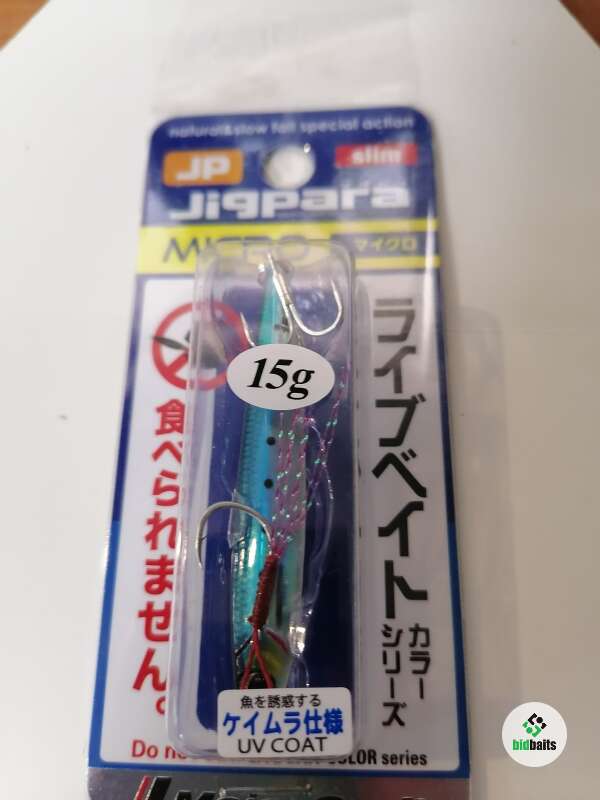 natural&slow fall special action
JP
slim
Jigpara
MICRO
マイクロ
15g
ライブベイト
カラー
シリーズ
食べられません。
魚を誘惑する
ケイムラ仕様
UV COAT
Do
COLOR series
bidbaits